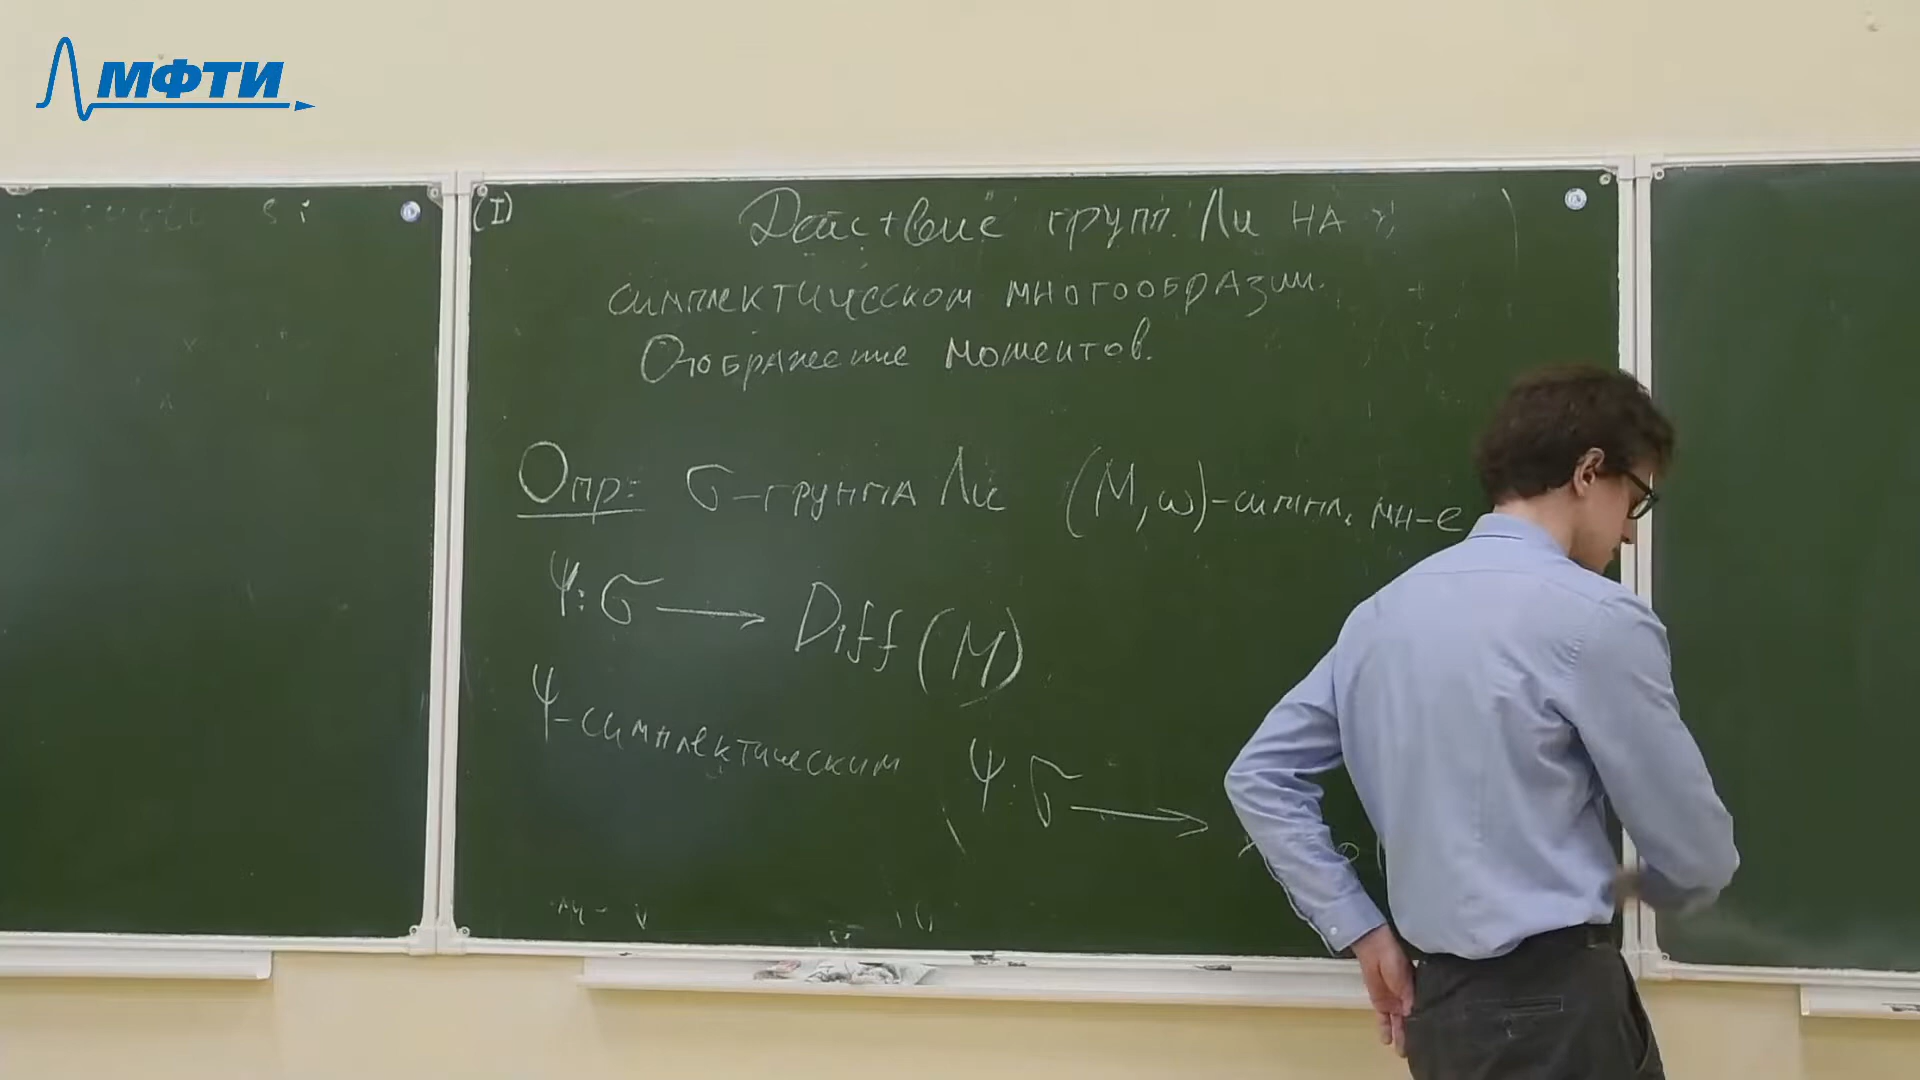 МФТИ
(I)
Действие групп Ли на
симплектическом многообразии.
Отображение моментов.
Опр: G-группа Ли (M, ω)-симпл. мн-е
Ψ: G → Diff(M)
Ψ-симплектическим
Ψ: G →